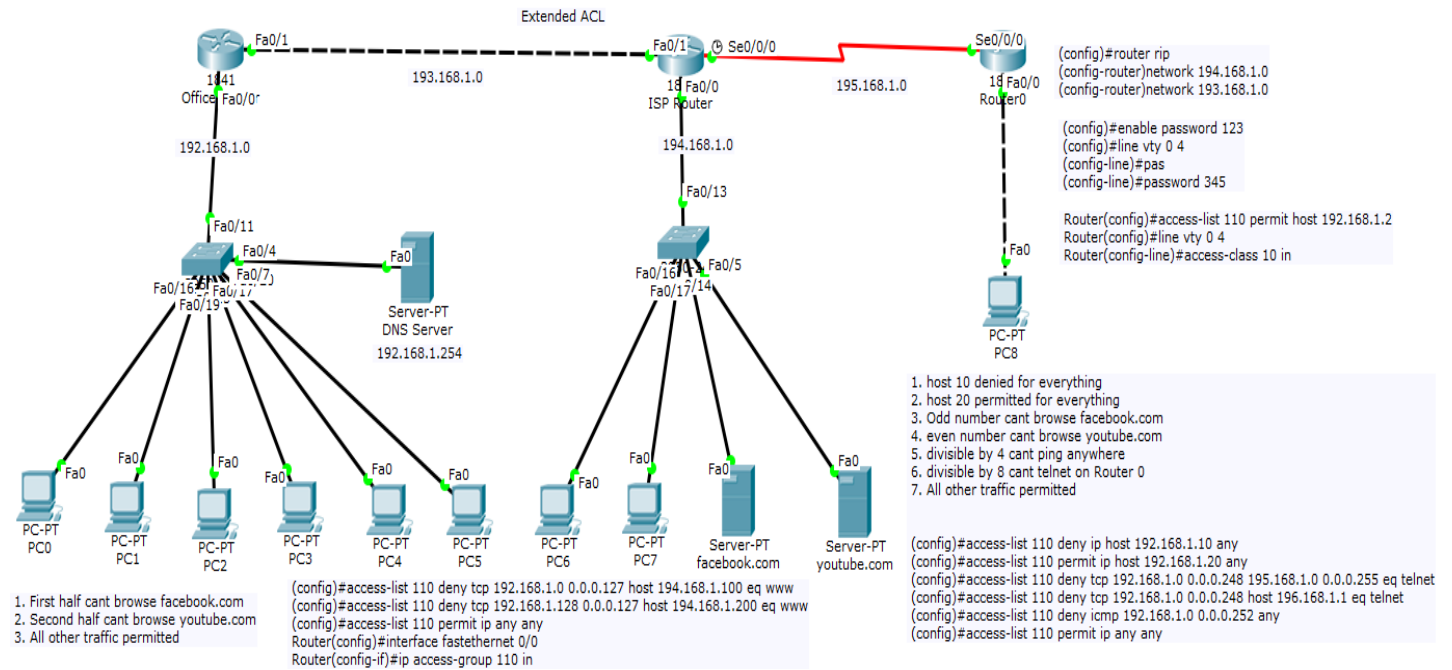 Extended ACL
Fa0/1
Fa0/1
Se0/0/0
Se0/0/0
193.168.1.0
195.168.1.0
1841
Office
Fa0/0
18
Fa0/0
ISP Router
18
Fa0/0
Router0
(config)#router rip
(config-router)network 194.168.1.0
(config-router)network 193.168.1.0
(config)#enable password 123
(config)#line vty 0 4
(config-line)#pas
(config-line)#password 345
Router(config)#access-list 110 permit host 192.168.1.2
Router(config)#line vty 0 4
Router(config-line)#access-class 10 in
192.168.1.0
194.168.1.0
Fa0/11
Fa0/13
Fa0/4
Fa0
Fa0/7
Fa0/16
Fa0/17
Fa0/19
Fa0/5
Fa0/16
Fa0/17
/14
Fa0
Server-PT
DNS Server
192.168.1.254
PC-PT
PC8
Fa0
Fa0
Fa0
Fa0
Fa0
Fa0
Fa0
Fa0
Fa0
Fa0
PC-PT
PC0
PC-PT
PC1
PC-PT
PC2
PC-PT
PC3
PC-PT
PC4
PC-PT
PC5
PC-PT
PC6
PC-PT
PC7
Server-PT
facebook.com
Server-PT
youtube.com
1. host 10 denied for everything
2. host 20 permitted for everything
3. Odd number cant browse facebook.com
4. even number cant browse youtube.com
5. divisible by 4 cant ping anywhere
6. divisible by 8 cant telnet on Router 0
7. All other traffic permitted
(config)#access-list 110 deny ip host 192.168.1.10 any
(config)#access-list 110 permit ip host 192.168.1.20 any
(config)#access-list 110 deny tcp 192.168.1.0 0.0.0.248 195.168.1.0 0.0.0.255 eq telnet
(config)#access-list 110 deny tcp 192.168.1.0 0.0.0.248 host 196.168.1.1 eq telnet
(config)#access-list 110 deny icmp 192.168.1.0 0.0.0.252 any
(config)#access-list 110 permit ip any any
1. First half cant browse facebook.com
2. Second half cant browse youtube.com
3. All other traffic permitted
(config)#access-list 110 deny tcp 192.168.1.0 0.0.0.127 host 194.168.1.100 eq www
(config)#access-list 110 deny tcp 192.168.1.128 0.0.0.127 host 194.168.1.200 eq www
(config)#access-list 110 permit ip any any
Router(config)#interface fastethernet 0/0
Router(config-if)#ip access-group 110 in